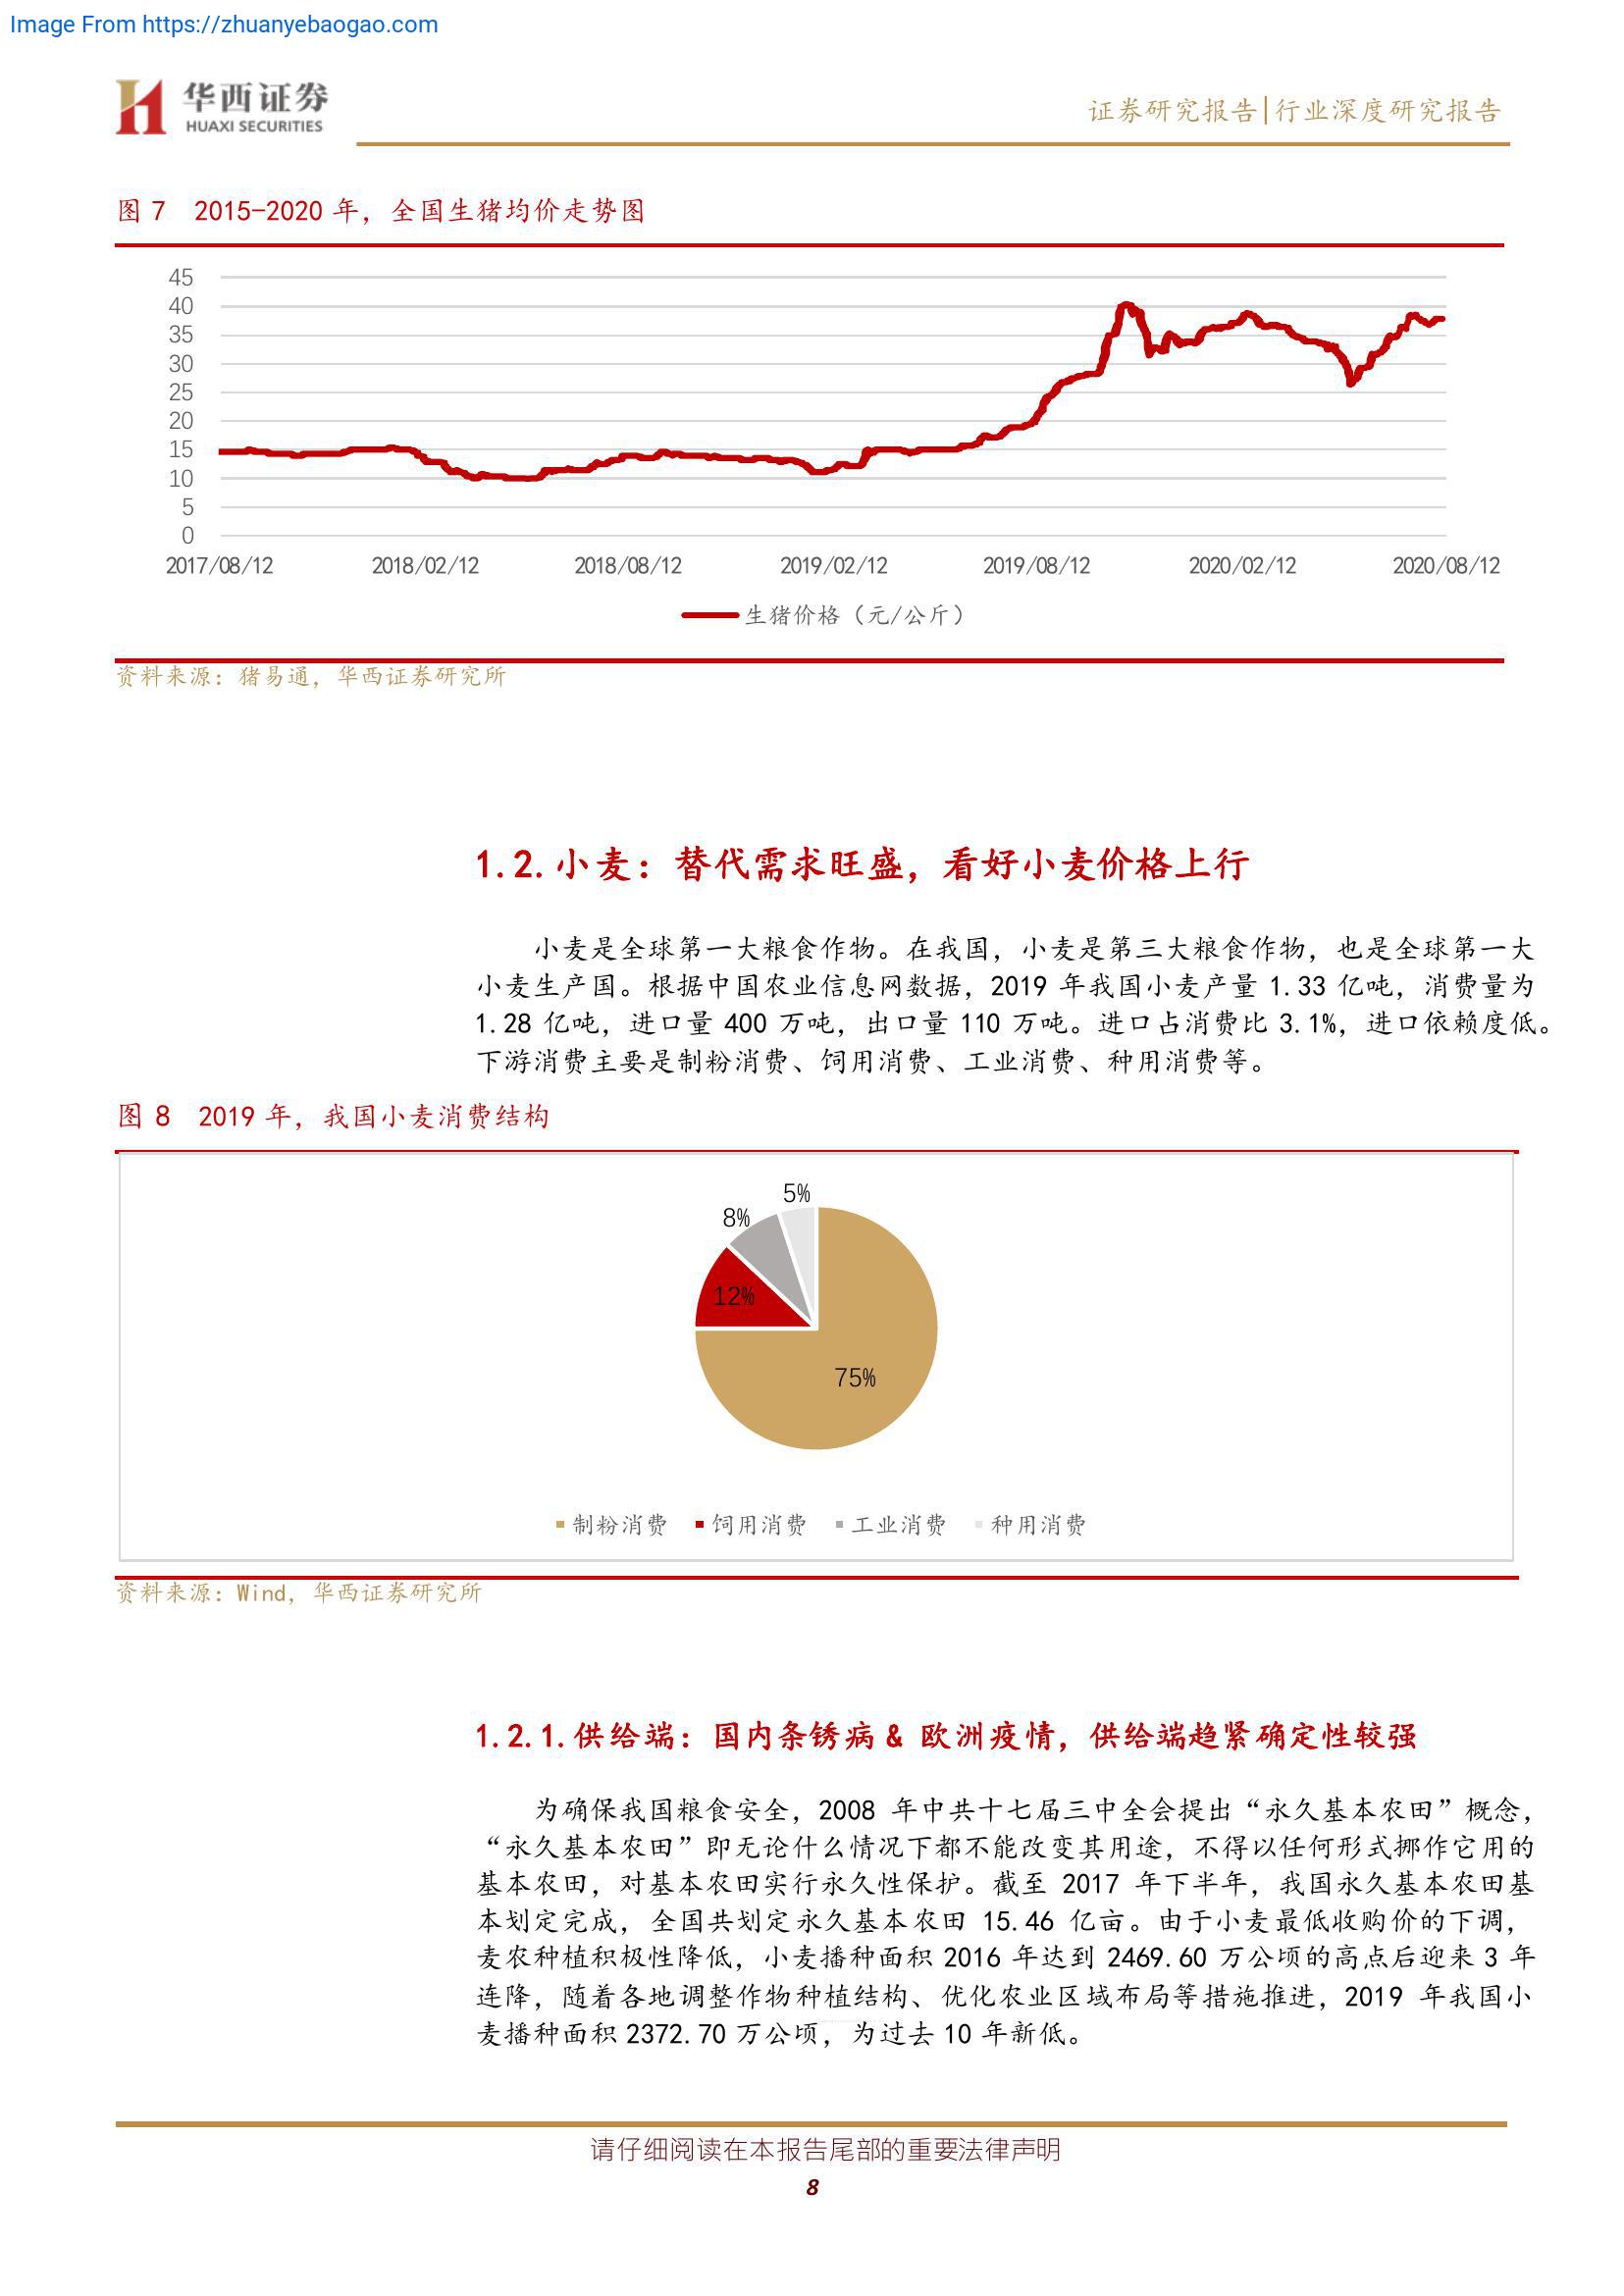 Image From https://zhuanyebaogao.com
华西证券
HUAXI SECURITIES
证券研究报告|行业深度研究报告
图 7 2015-2020 年，全国生猪均价走势图
45
40
35
30
25
20
15
10
5
0
2017/08/12 2018/02/12 2018/08/12 2019/02/12 2019/08/12 2020/02/12 2020/08/12
生猪价格（元/公斤）
资料来源：猪易通，华西证券研究所
1.2.小麦：替代需求旺盛，看好小麦价格上行
小麦是全球第一大粮食作物。在我国，小麦是第三大粮食作物，也是全球第一大
小麦生产国。根据中国农业信息网数据，2019 年我国小麦产量 1.33 亿吨，消费量为
1.28 亿吨，进口量 400 万吨，出口量 110 万吨。进口占消费比 3.1%，进口依赖度低。
下游消费主要是制粉消费、饲用消费、工业消费、种用消费等。
图 8 2019 年，我国小麦消费结构
5%
8%
12%
75%
制粉消费 饲用消费 工业消费 种用消费
资料来源：Wind，华西证券研究所
1.2.1.供给端：国内条锈病 & 欧洲疫情，供给端趋紧确定性较强
为确保我国粮食安全，2008 年中共十七届三中全会提出“永久基本农田”概念，
“永久基本农田”即无论什么情况下都不能改变其用途，不得以任何形式挪作它用的
基本农田，对基本农田实行永久性保护。截至 2017 年下半年，我国永久基本农田基
本划定完成，全国共划定永久基本农田 15.46 亿亩。由于小麦最低收购价的下调，
麦农种植积极性降低，小麦播种面积 2016 年达到 2469.60 万公顷的高点后迎来 3 年
连降，随着各地调整作物种植结构、优化农业区域布局等措施推进，2019 年我国小
麦播种面积 2372.70 万公顷，为过去 10 年新低。
请仔细阅读在本报告尾部的重要法律声明
8